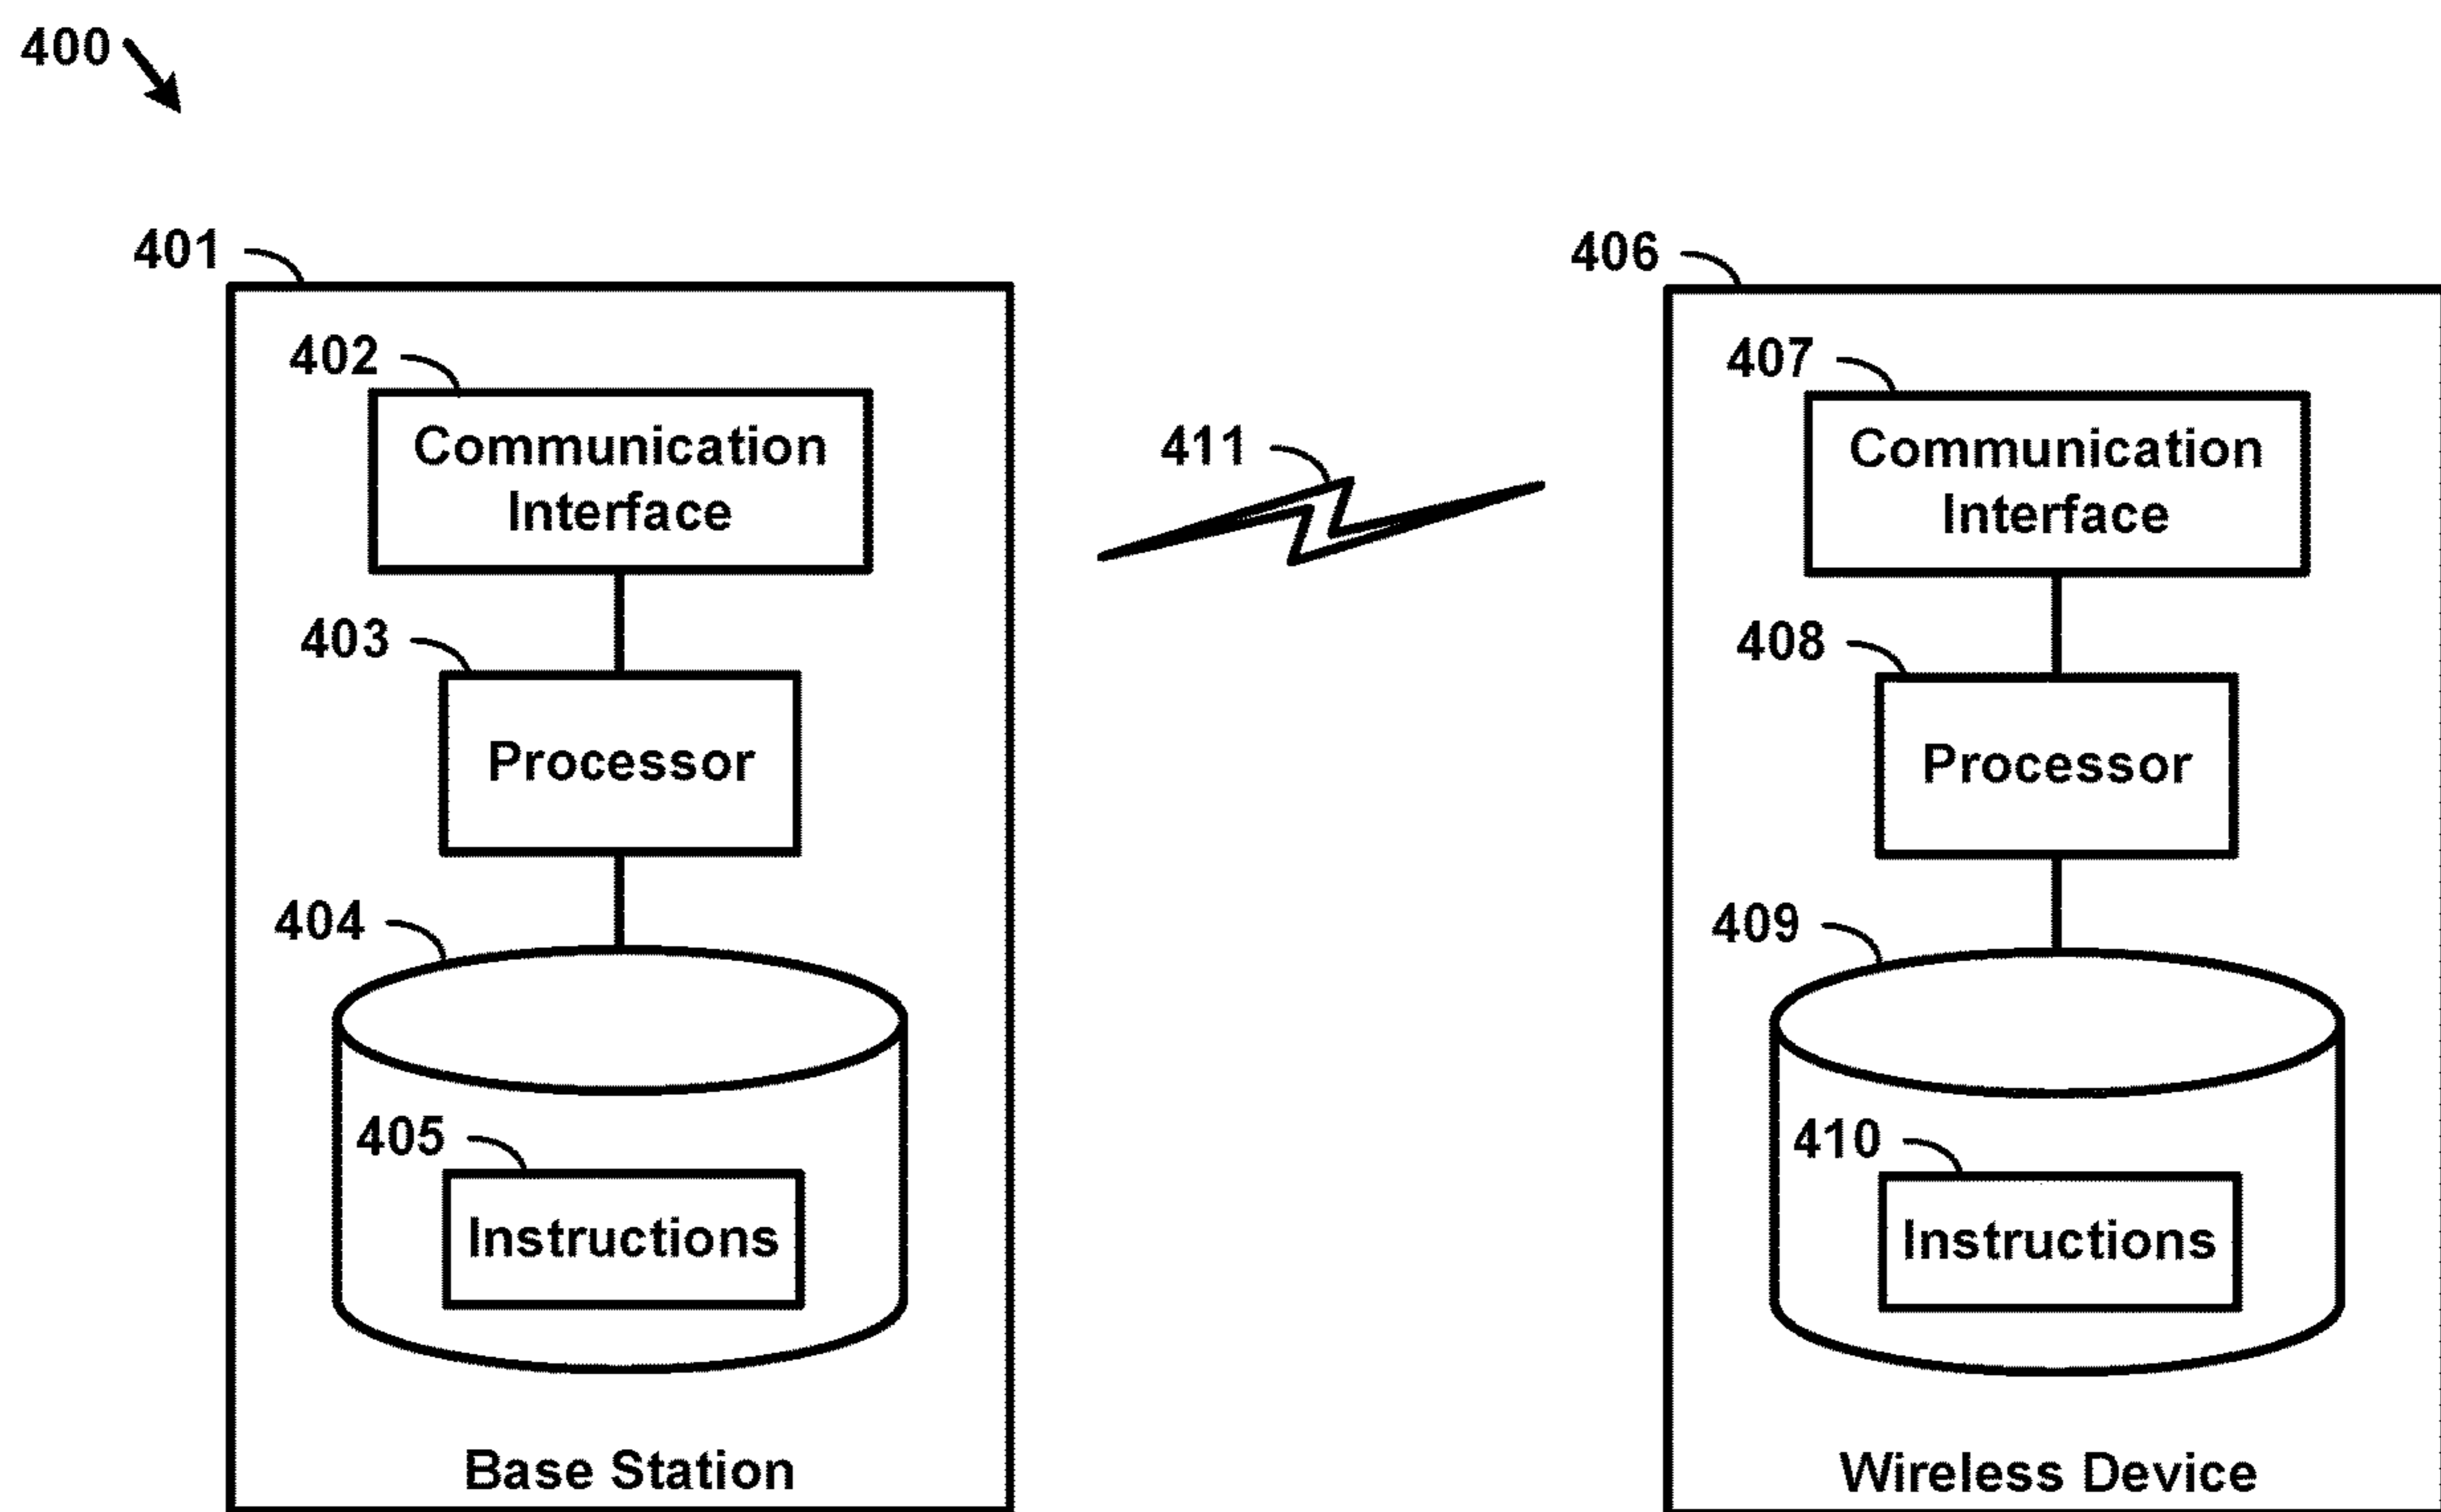 400
401
402
Communication
Interface
403
Processor
404
405
Instructions
Base Station
411
406
407
Communication
Interface
408
Processor
409
410
Instructions
Wireless Device